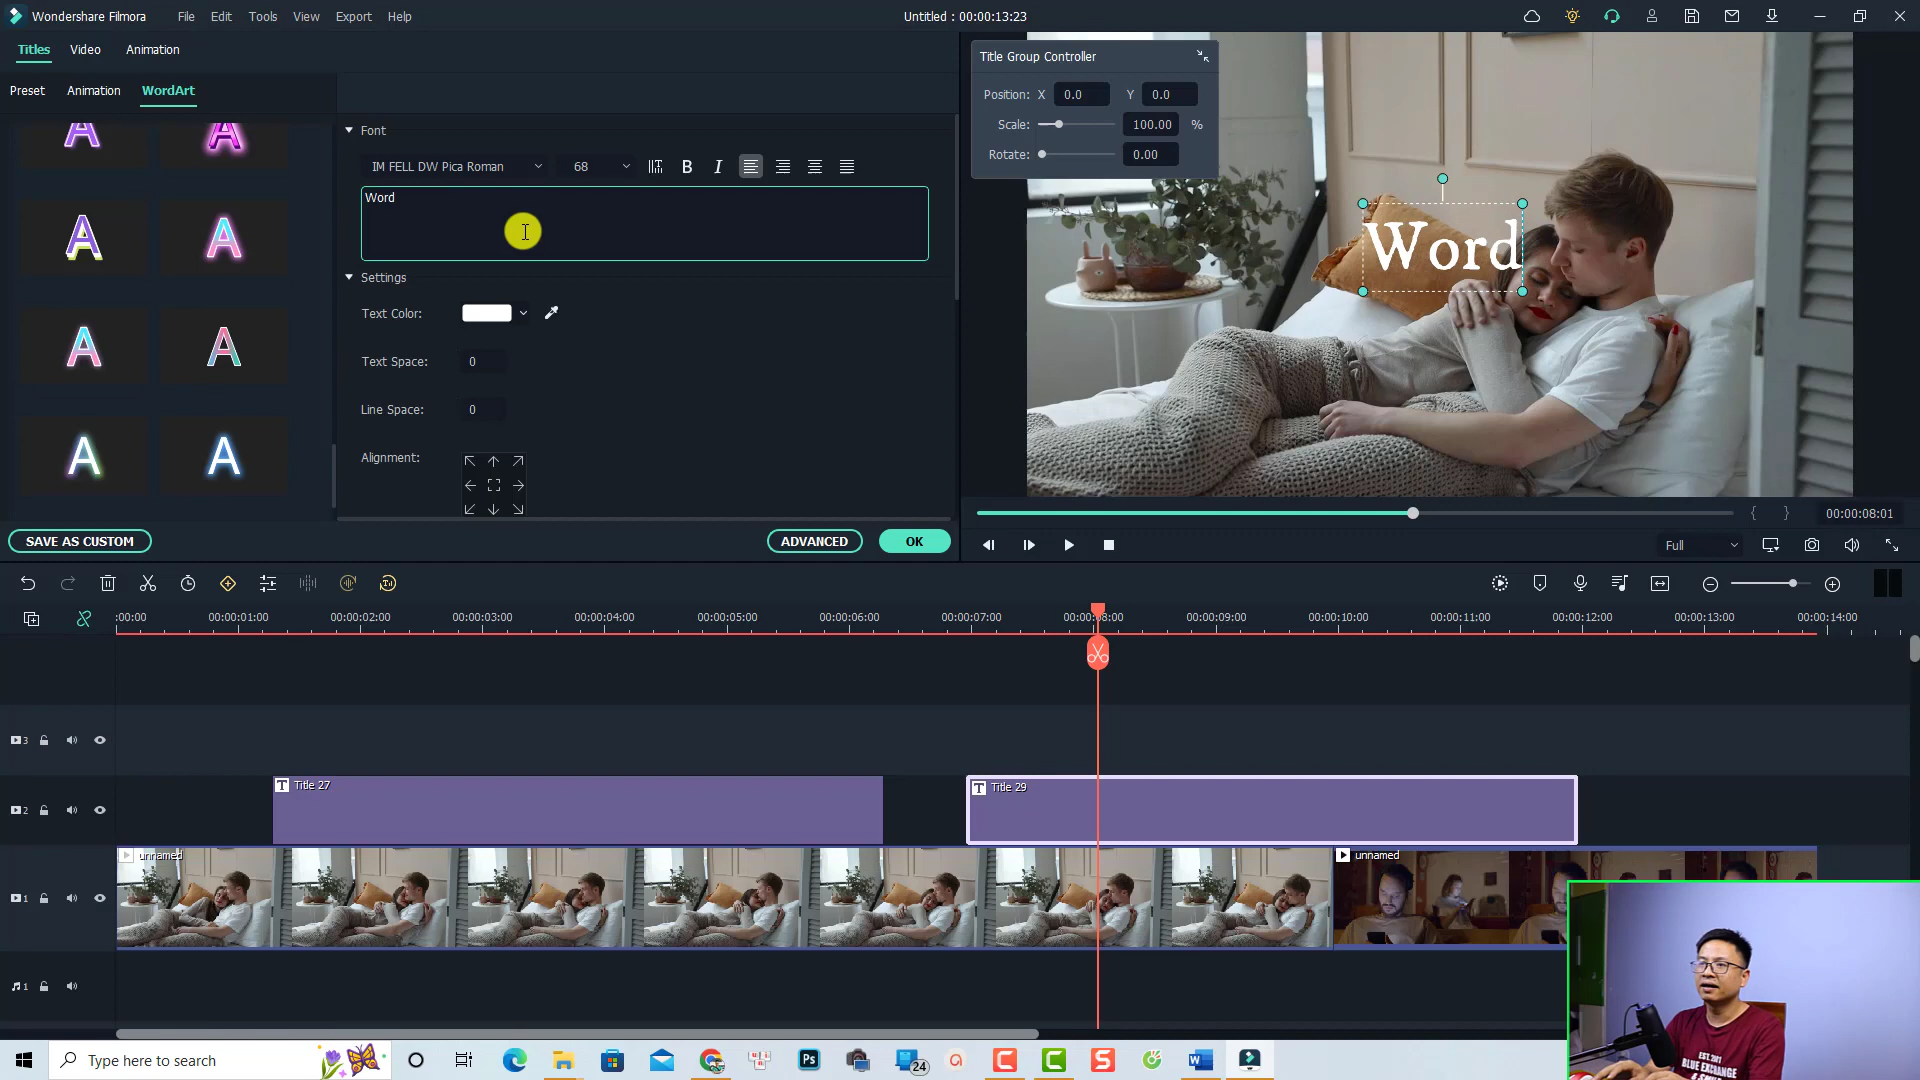 Wondershare Filmora File Edit Tools View Export Help Untitled : 00:00:13:23
Titles Video Animation
Title Group Controller
Preset Animation WordArt
Position: X 0.0 Y 0.0
Scale: 100.00 %
Rotate: 0.00
Font
IM FELL DW Pica Roman 68 B I
Word
Word
Settings
Text Color:
Text Space: 0
Line Space: 0
Alignment:
A A
A A
A A
A A
SAVE AS CUSTOM ADVANCED OK
{ } 00:00:08:01
Full
:00:00 00:00:01:00 00:00:02:00 00:00:03:00 00:00:04:00 00:00:05:00 00:00:06:00 00:00:07:00 00:00:08:00 00:00:09:00 00:00:10:00 00:00:11:00 00:00:12:00 00:00:13:00 00:00:14:00
3
2 T Title 27 T Title 29
1 unnamed unnamed
1
EST. 2001
BLUE EXCHANGE
Type here to search Ps 24 C C S W